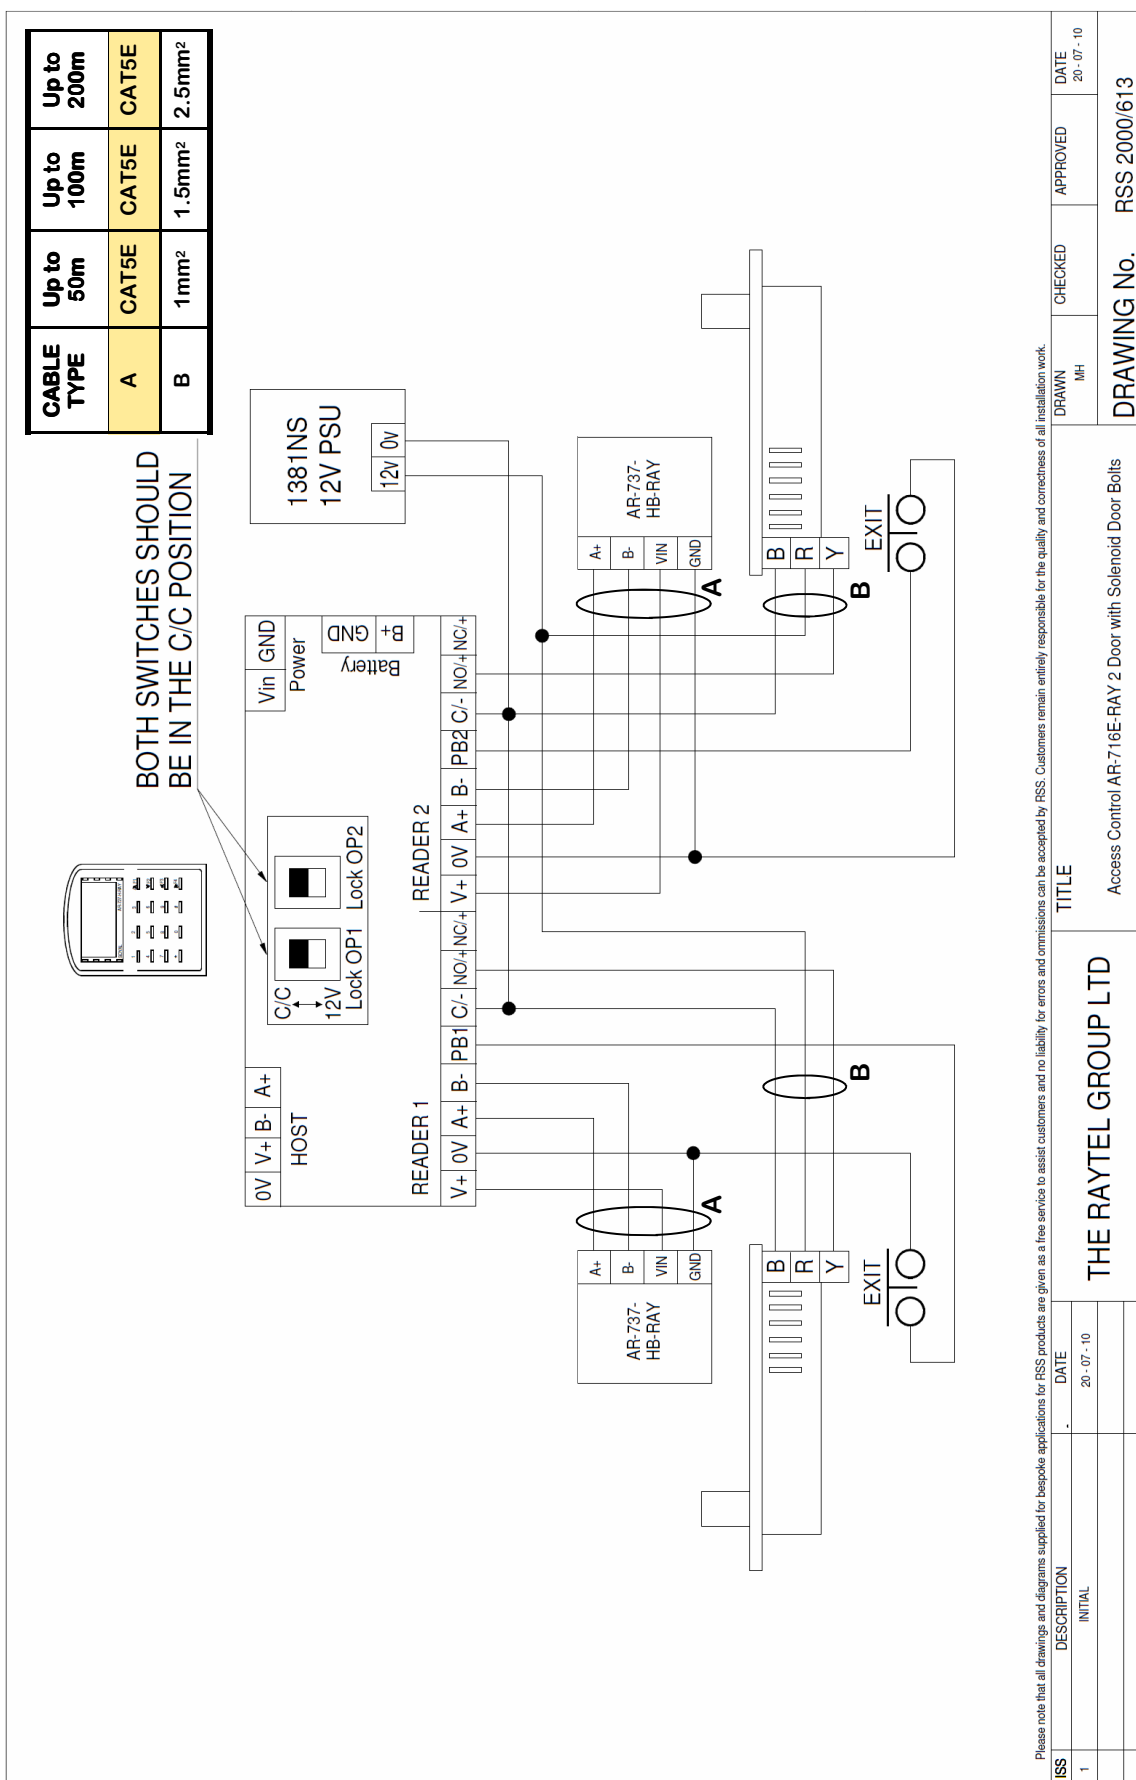 CABLE TYPE Up to 50m Up to 100m Up to 200m
A CAT5E CAT5E CAT5E
B 1mm² 1.5mm² 2.5mm²
BOTH SWITCHES SHOULD
BE IN THE C/C POSITION
0V V+ B- A+
HOST
C/C
12V
Lock OP1
Lock OP2
Vin GND
Power
Battery
GND
B+
READER 1
READER 2
V+ 0V A+ B- PB1 C/- NO/+ NC/+ V+ 0V A+ B- PB2 C/- NO/+ NC/+
1381NS
12V PSU
12v 0v
AR-737-
HB-RAY
A+
B-
VIN
GND
A
AR-737-
HB-RAY
A+
B-
VIN
GND
A
B
R
Y
B
B
R
Y
B
EXIT
EXIT
Please note that all drawings and diagrams supplied for bespoke applications for RSS products are given as a free service to assist customers and no liability for errors and ommissions can be accepted by RSS. Customers remain entirely responsible for the quality and correctness of all installation work.
ISS DESCRIPTION - DATE
1 INITIAL 20 - 07 - 10
THE RAYTEL GROUP LTD
TITLE
Access Control AR-716E-RAY 2 Door with Solenoid Door Bolts
DRAWN CHECKED APPROVED DATE
MH 20 - 07 - 10
DRAWING No. RSS 2000/613